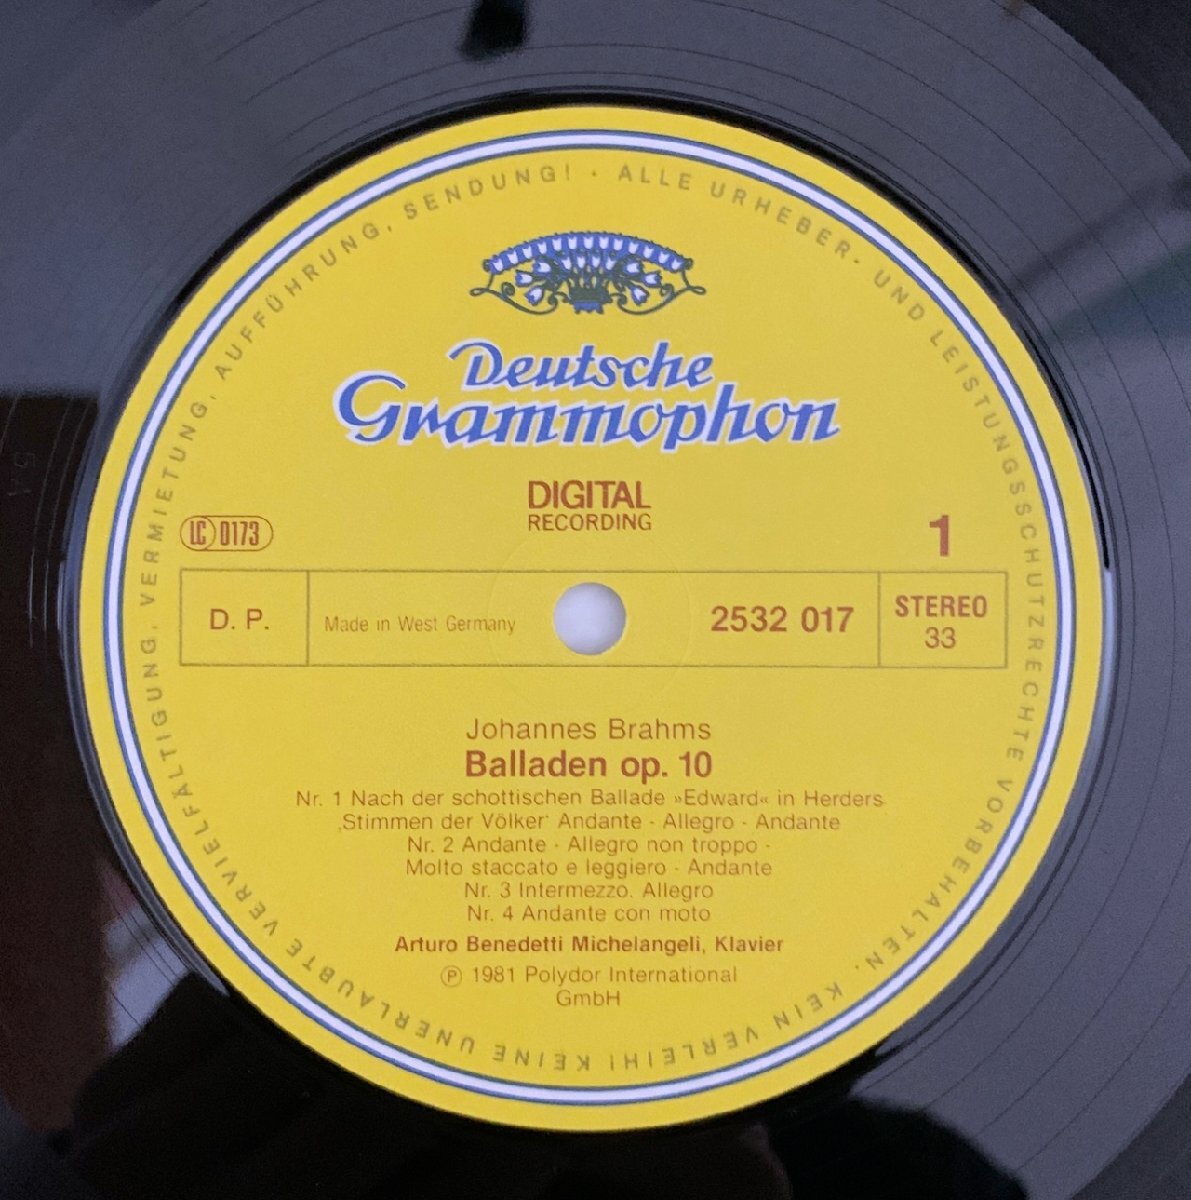 ALLE URHEBER- UND LEISTUNGSSCHUTZRECHTE VORBEHALTEN. KEIN VERLEIH! KEINE UNERLAUBTE VERVIELFÄLTIGUNG, VERMIETUNG, AUFFÜHRUNG, SENDUNG! ·
Deutsche
Grammophon
DIGITAL
RECORDING
LC 0173
1
D. P.
Made in West Germany
2532 017
STEREO
33
Johannes Brahms
Balladen op. 10
Nr. 1 Nach der schottischen Ballade »Edward« in Herders
‚Stimmen der Völker‘ Andante · Allegro · Andante
Nr. 2 Andante · Allegro non troppo ·
Molto staccato e leggiero · Andante
Nr. 3 Intermezzo. Allegro
Nr. 4 Andante con moto
Arturo Benedetti Michelangeli, Klavier
Ⓟ 1981 Polydor International
GmbH